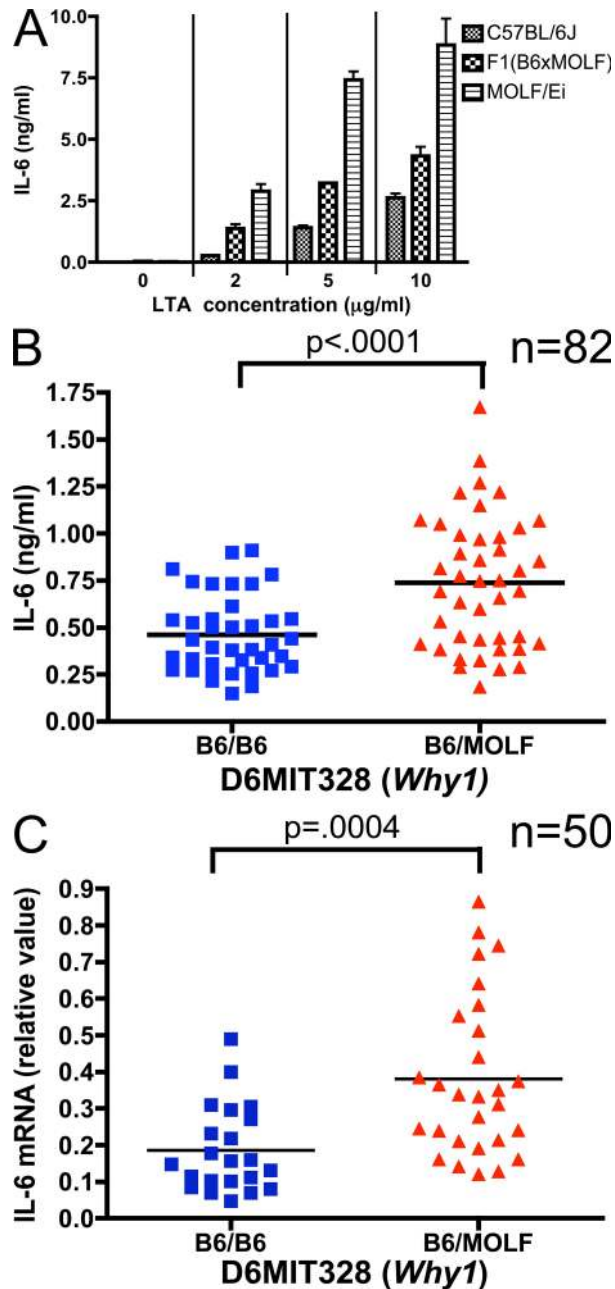 A
10.0
7.5
5.0
2.5
0.0
IL-6 (ng/ml)
C57BL/6J
F1(B6xMOLF)
MOLF/Ei
0 2 5 10
LTA concentration (μg/ml)
B
p<.0001
n=82
1.75
1.50
1.25
1.00
0.75
0.50
0.25
0.00
IL-6 (ng/ml)
B6/B6 B6/MOLF
D6MIT328 (Why1)
C
p=.0004
n=50
0.9
0.8
0.7
0.6
0.5
0.4
0.3
0.2
0.1
0.0
IL-6 mRNA (relative value)
B6/B6 B6/MOLF
D6MIT328 (Why1)